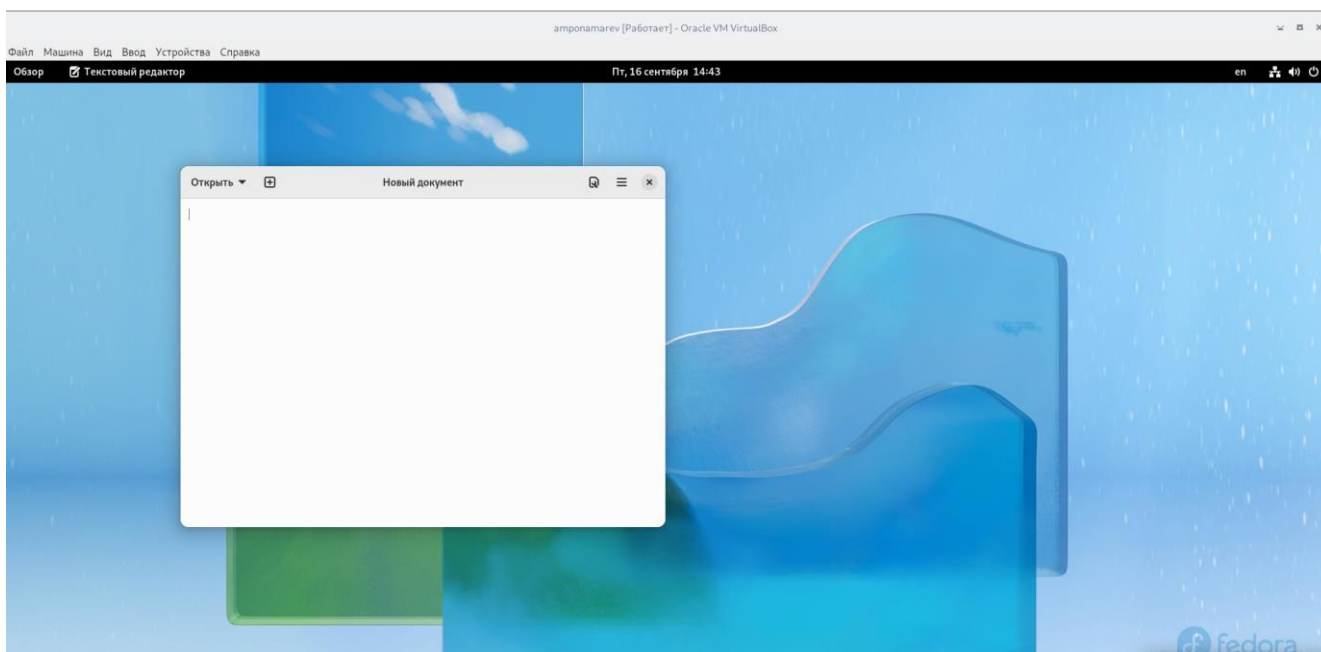 amponamarev [Работает] - Oracle VM VirtualBox
Файл Машина Вид Ввод Устройства Справка
Обзор Текстовый редактор Пт, 16 сентября 14:43 en
Открыть Новый документ
fedora